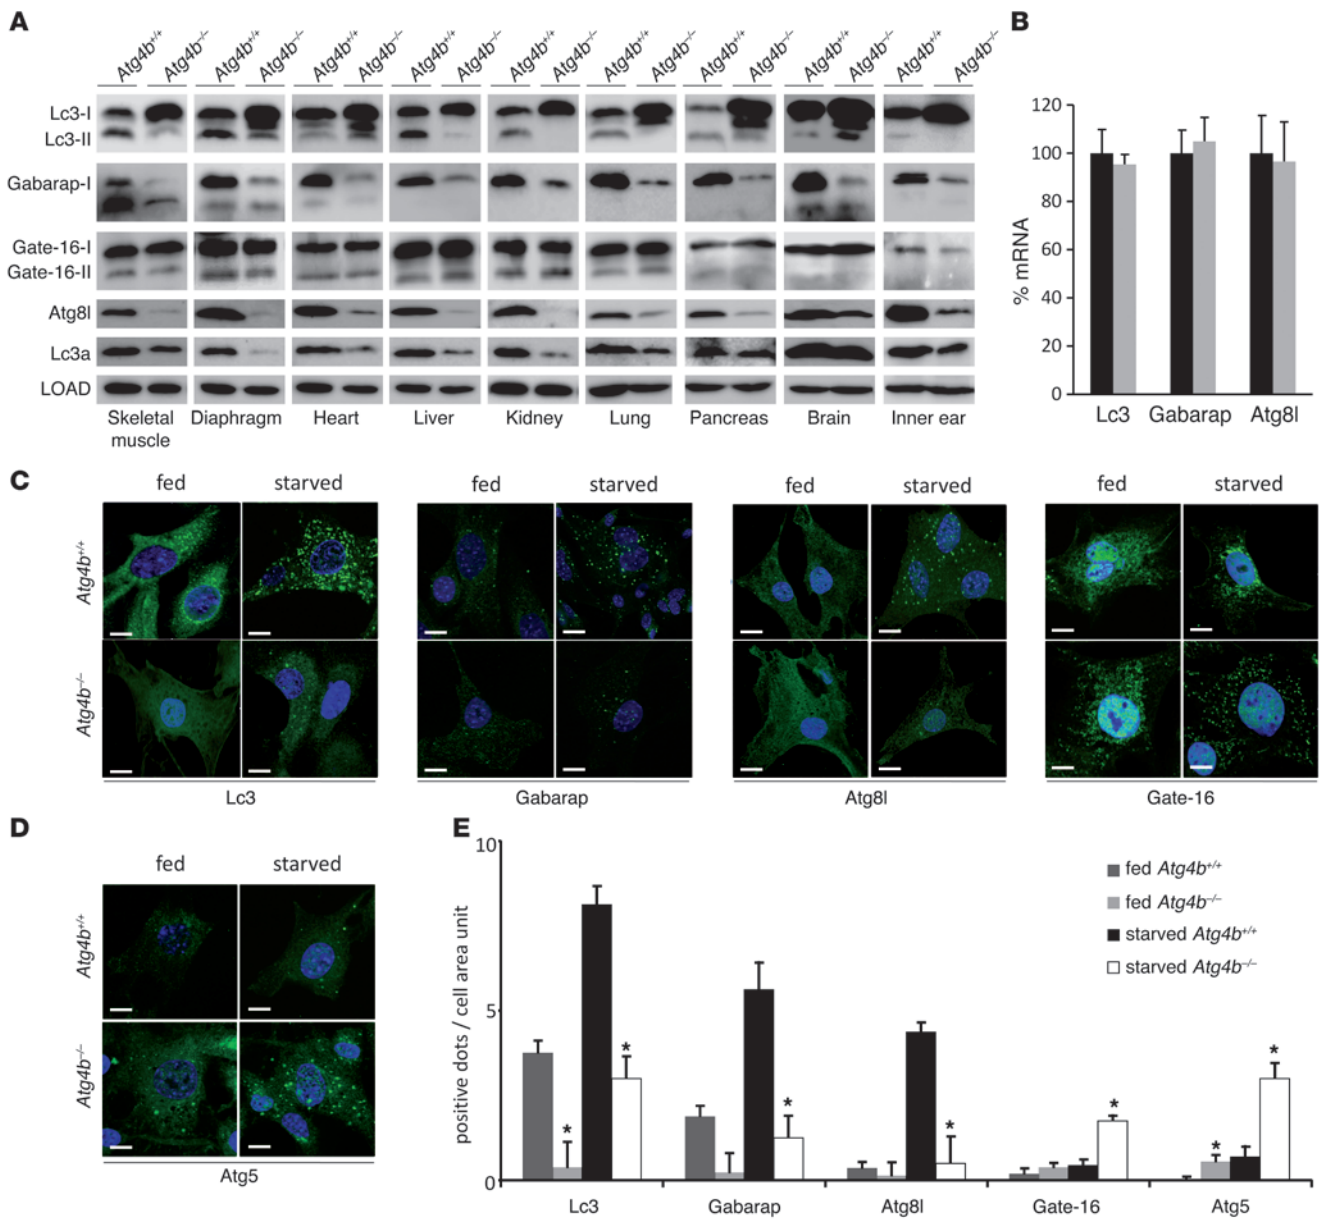 A
B
Atg4b+/+ Atg4b−/− Atg4b+/+ Atg4b−/− Atg4b+/+ Atg4b−/− Atg4b+/+ Atg4b−/− Atg4b+/+ Atg4b−/− Atg4b+/+ Atg4b−/− Atg4b+/+ Atg4b−/− Atg4b+/+ Atg4b−/− Atg4b+/+ Atg4b−/−
Lc3-I
Lc3-II
Gabarap-I
Gate-16-I
Gate-16-II
Atg8l
Lc3a
LOAD
Skeletal muscle
Diaphragm
Heart
Liver
Kidney
Lung
Pancreas
Brain
Inner ear
% mRNA
120
100
80
60
40
20
0
Lc3 Gabarap Atg8l
C
fed starved fed starved fed starved fed starved
Atg4b+/+
Atg4b−/−
Lc3 Gabarap Atg8l Gate-16
D
fed starved
Atg4b+/+
Atg4b−/−
Atg5
E
positive dots / cell area unit
10
5
0
fed Atg4b+/+
fed Atg4b−/−
starved Atg4b+/+
starved Atg4b−/−
* * * * * * *
Lc3 Gabarap Atg8l Gate-16 Atg5